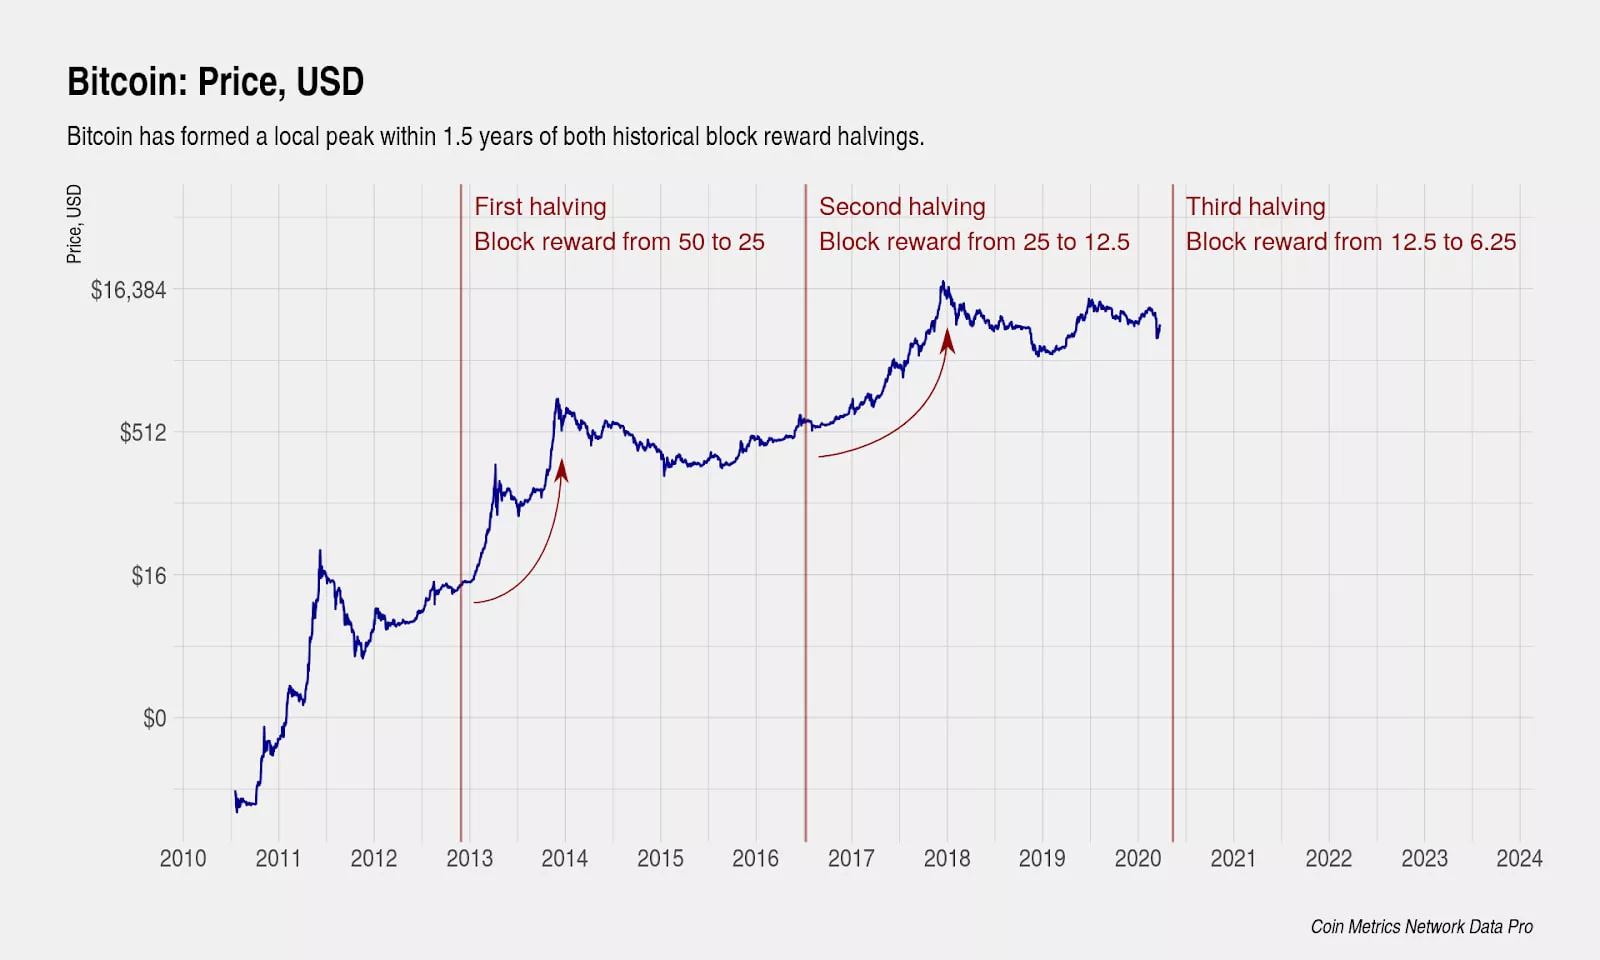 Bitcoin: Price, USD
Bitcoin has formed a local peak within 1.5 years of both historical block reward halvings.
Price, USD
First halving
Block reward from 50 to 25
Second halving
Block reward from 25 to 12.5
Third halving
Block reward from 12.5 to 6.25
$16,384
$512
$16
$0
2010 2011 2012 2013 2014 2015 2016 2017 2018 2019 2020 2021 2022 2023 2024
Coin Metrics Network Data Pro